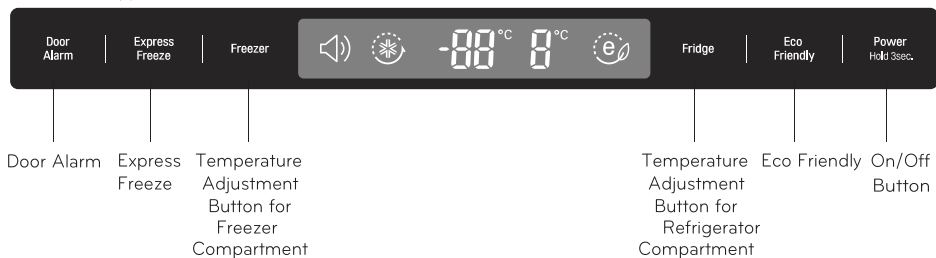 Door
Alarm
Express
Freeze
Freezer
-88°C 8°C
e
Fridge
Eco
Friendly
Power
Hold 3sec.
Door Alarm
Express
Freeze
Temperature
Adjustment
Button for
Freezer
Compartment
Temperature
Adjustment
Button for
Refrigerator
Compartment
Eco Friendly
On/Off
Button